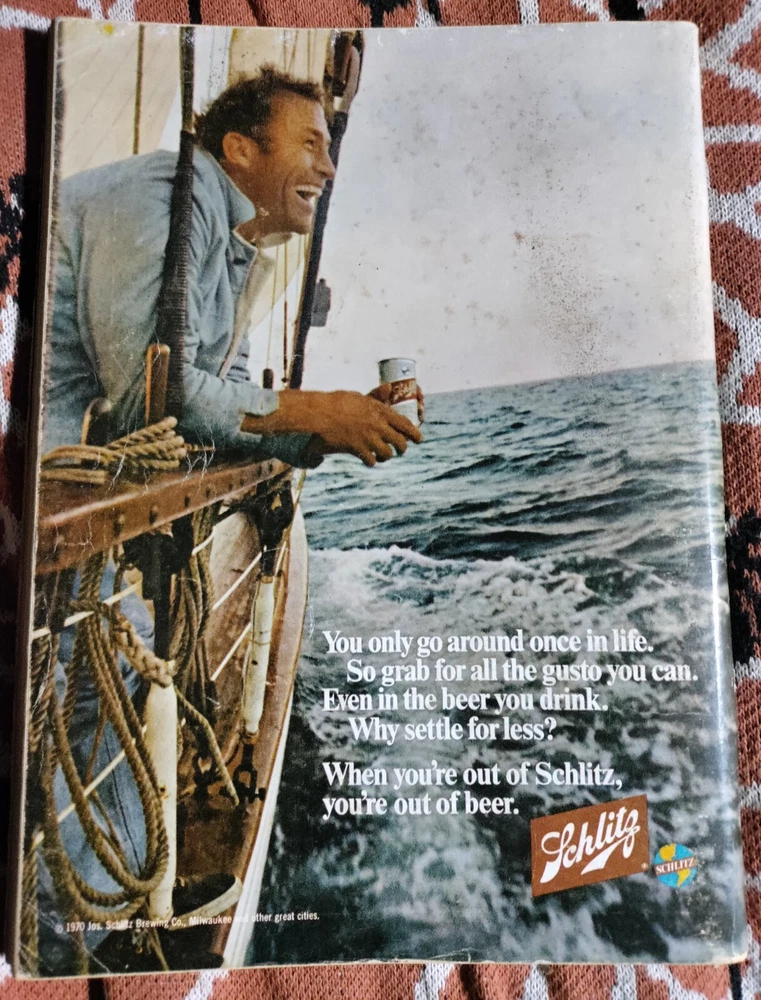 Schlitz
You only go around once in life.
So grab for all the gusto you can.
Even in the beer you drink.
Why settle for less?
When you're out of Schlitz,
you're out of beer.
Schlitz
SCHLITZ
© 1970 Jos. Schlitz Brewing Co., Milwaukee and other great cities.